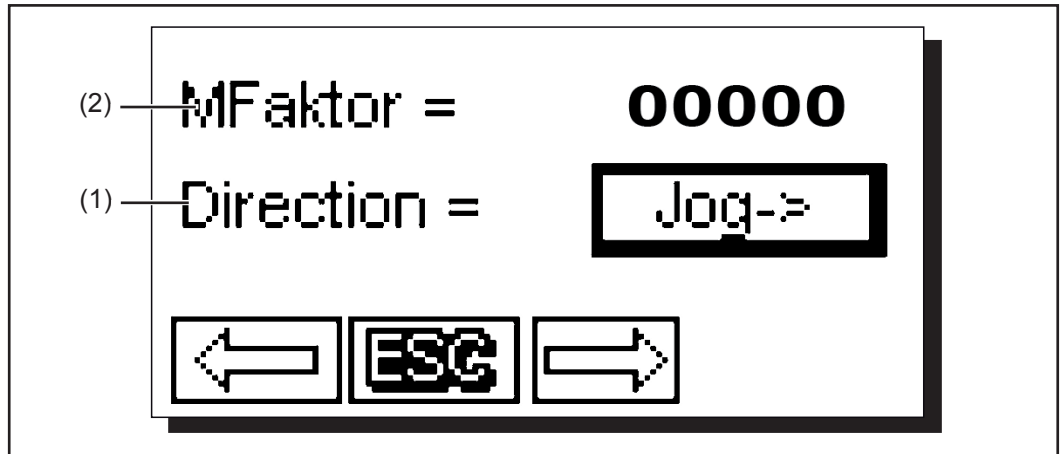 (2) MFaktor = 00000
(1) Direction = Jog->
ESC